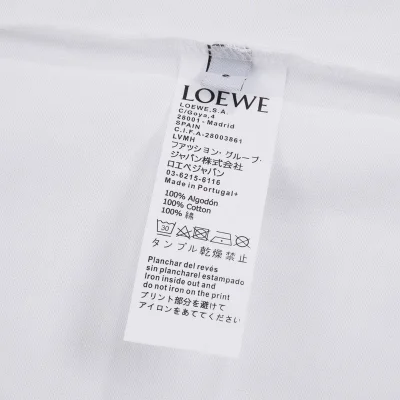 LOEWE
LOEWE,S.A.
C/Goya,4
28001 - Madrid
SPAIN
C.I.F.A-28003861
LVMH
ファッション・グループ・
ジャパン株式会社
ロエベジャパン
03-6215-6116
Made in Portugal+
100% Algodón
100% Cotton
100% 綿
30
タンブル乾燥禁止
Planchar del revés
sin plancharel estampado
Iron inside out and
do not iron on the print
プリント部分を避けて
アイロンをあててください